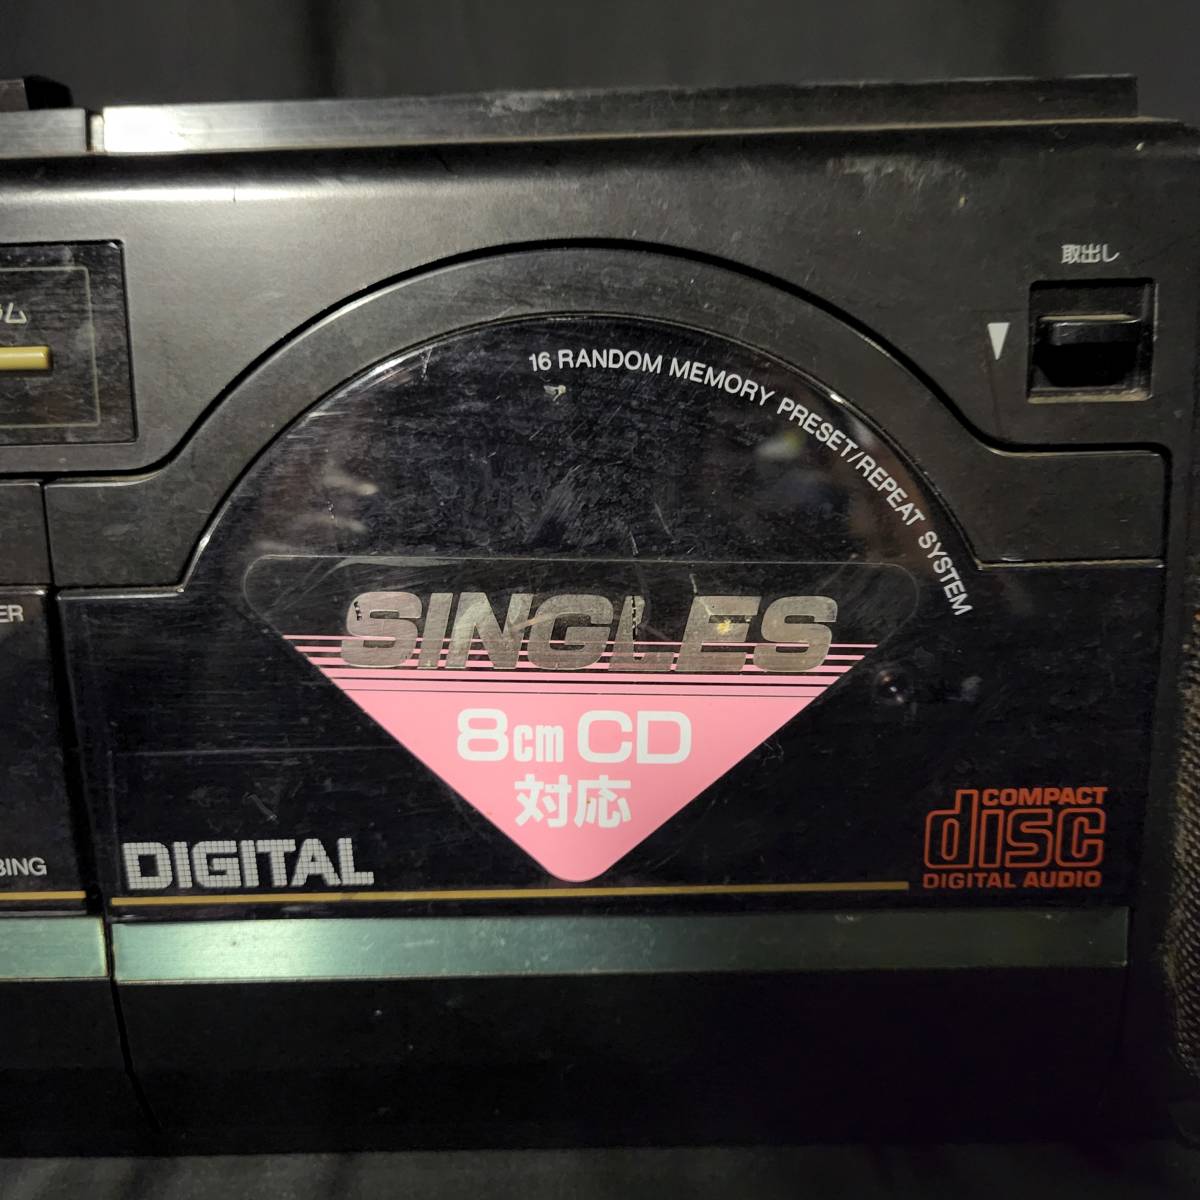 取出し
16 RANDOM MEMORY PRESET/REPEAT SYSTEM
SINGLES
8cm CD
対応
DIGITAL
COMPACT
disc
DIGITAL AUDIO